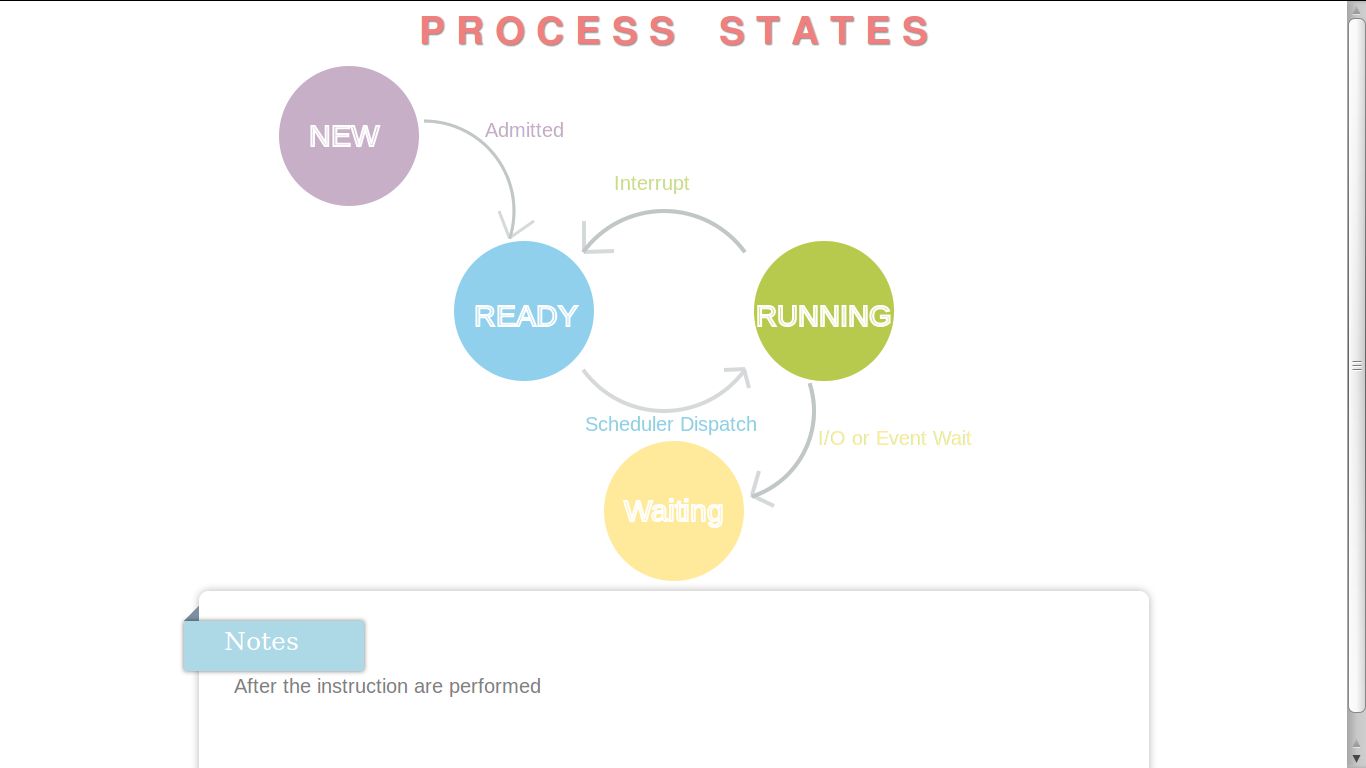 PROCESS STATES
NEW
Admitted
Interrupt
READY
RUNNING
Scheduler Dispatch
I/O or Event Wait
Waiting
Notes
After the instruction are performed